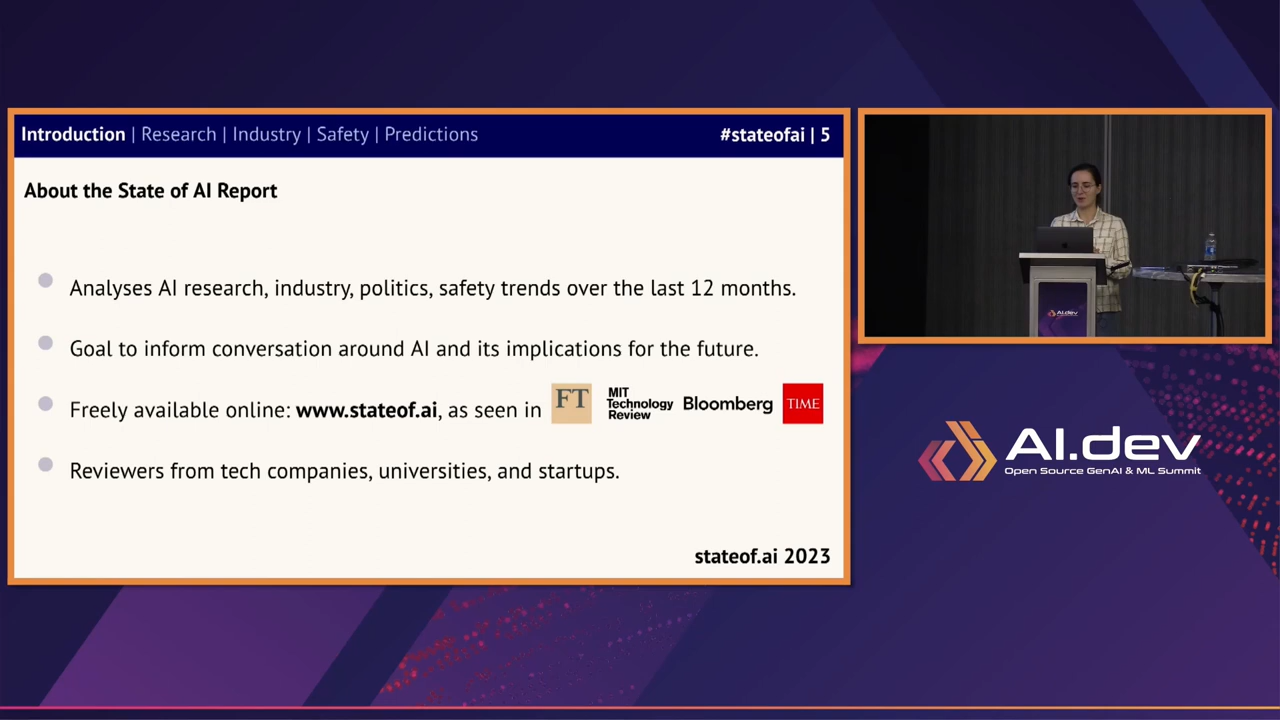 Introduction | Research | Industry | Safety | Predictions
#stateofai | 5
About the State of AI Report
Analyses AI research, industry, politics, safety trends over the last 12 months.
Goal to inform conversation around AI and its implications for the future.
Freely available online: www.stateof.ai, as seen in
FT
MIT
Technology
Review
Bloomberg
TIME
Reviewers from tech companies, universities, and startups.
stateof.ai 2023
AI.dev
AI.dev
Open Source GenAI & ML Summit